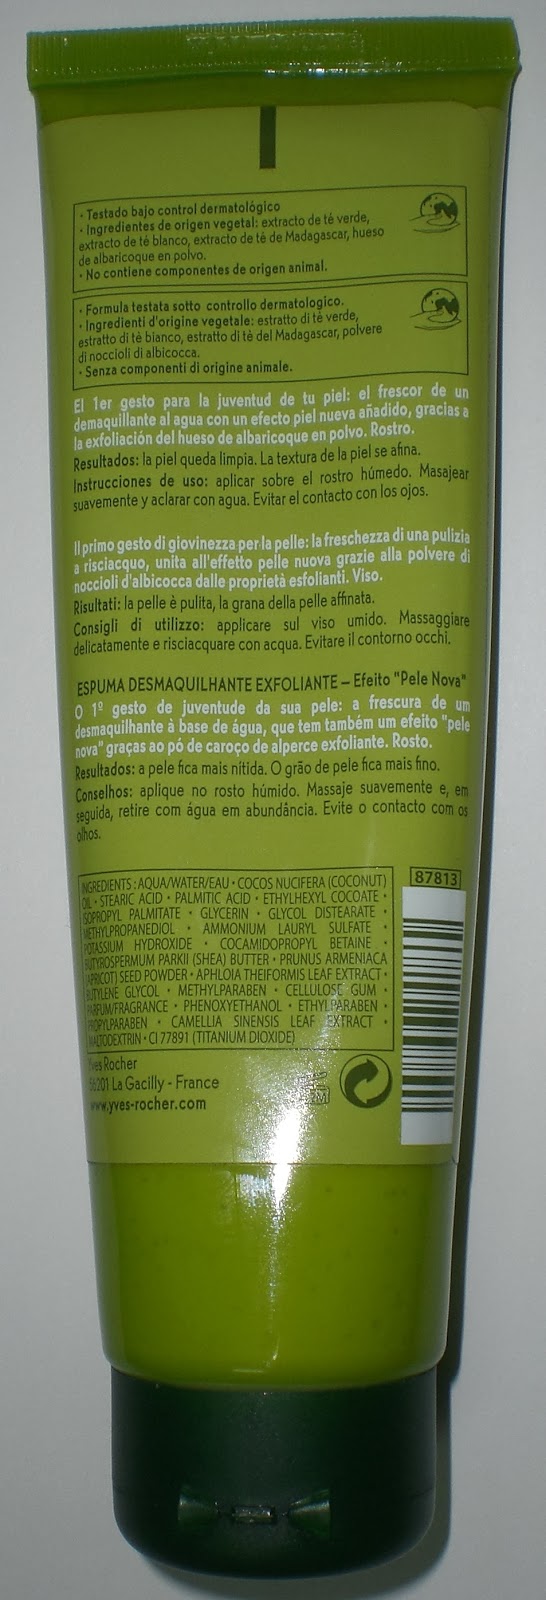 · Testado bajo control dermatológico
· Ingredientes de origen vegetal: extracto de té verde,
extracto de té blanco, extracto de té de Madagascar, hueso
de albaricoque en polvo.
· No contiene componentes de origen animal.
· Formula testata sotto controllo dermatologico.
· Ingredienti d'origine vegetale: estratto di tè verde,
estratto di tè bianco, estratto di tè del Madagascar, polvere
di noccioli di albicocca.
· Senza componenti di origine animale.
El 1er gesto para la juventud de tu piel: el frescor de un
demaquillante al agua con un efecto piel nueva añadido, gracias a
la exfoliación del hueso de albaricoque en polvo. Rostro.
Resultados: la piel queda limpia. La textura de la piel se afina.
Instrucciones de uso: aplicar sobre el rostro húmedo. Masajear
suavemente y aclarar con agua. Evitar el contacto con los ojos.
Il primo gesto di giovinezza per la pelle: la freschezza di una pulizia
a risciacquo, unita all'effetto pelle nuova grazie alla polvere di
noccioli d'albicocca dalle proprietà esfolianti. Viso.
Risultati: la pelle è pulita, la grana della pelle affinata.
Consigli di utilizzo: applicare sul viso umido. Massaggiare
delicatamente e risciacquare con acqua. Evitare il contorno occhi.
ESPUMA DESMAQUILHANTE EXFOLIANTE – Efeito "Pele Nova"
O 1º gesto de juventude da sua pele: a frescura de um
desmaquilhante à base de água, que tem também um efeito "pele
nova" graças ao pó de caroço de alperce exfoliante. Rosto.
Resultados: a pele fica mais nítida. O grão de pele fica mais fino.
Conselhos: aplique no rosto húmido. Massaje suavemente e, em
seguida, retire com água em abundância. Evite o contacto com os
olhos.
INGREDIENTS : AQUA/WATER/EAU · COCOS NUCIFERA (COCONUT)
OIL · STEARIC ACID · PALMITIC ACID · ETHYLHEXYL COCOATE ·
ISOPROPYL PALMITATE · GLYCERIN · GLYCOL DISTEARATE ·
METHYLPROPANEDIOL · AMMONIUM LAURYL SULFATE ·
POTASSIUM HYDROXIDE · COCAMIDOPROPYL BETAINE ·
BUTYROSPERMUM PARKII (SHEA) BUTTER · PRUNUS ARMENIACA
(APRICOT) SEED POWDER · APHLOIA THEIFORMIS LEAF EXTRACT ·
BUTYLENE GLYCOL · METHYLPARABEN · CELLULOSE GUM ·
PARFUM/FRAGRANCE · PHENOXYETHANOL · ETHYLPARABEN ·
PROPYLPARABEN · CAMELLIA SINENSIS LEAF EXTRACT ·
MALTODEXTRIN · CI 77891 (TITANIUM DIOXIDE)
87813
Yves Rocher
56201 La Gacilly - France
www.yves-rocher.com